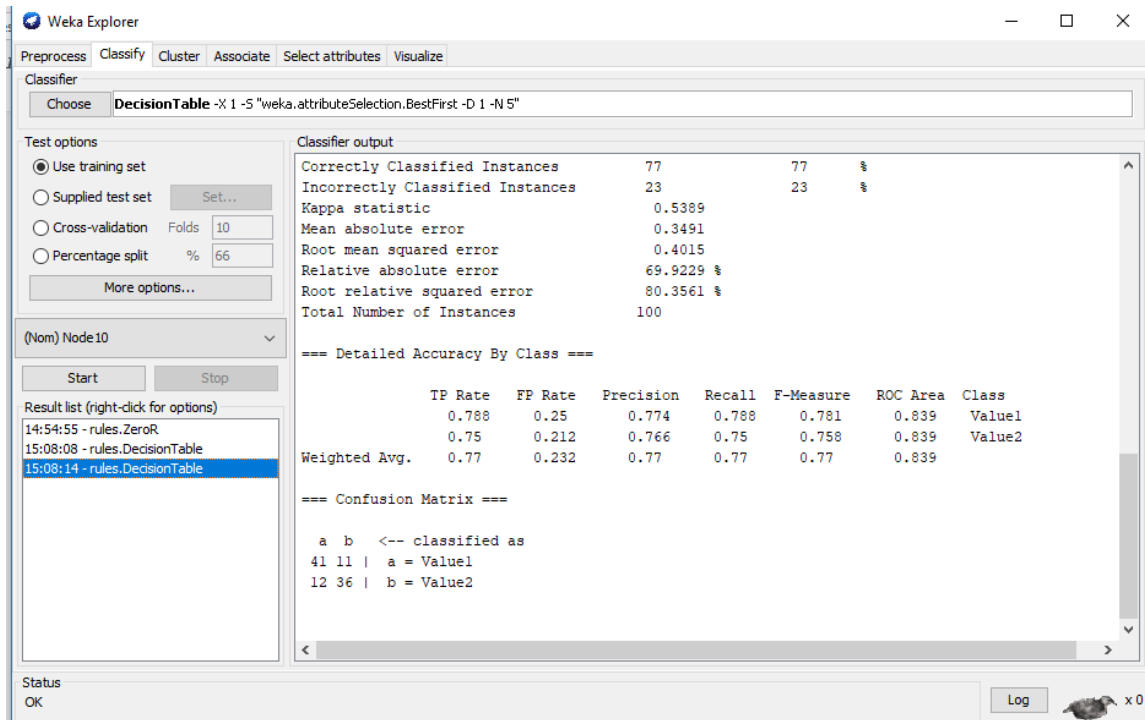 Weka Explorer
Preprocess Classify Cluster Associate Select attributes Visualize
Classifier
Choose DecisionTable -X 1 -S "weka.attributeSelection.BestFirst -D 1 -N 5"
Test options
Use training set
Supplied test set Set...
Cross-validation Folds 10
Percentage split % 66
More options...
(Nom) Node10
Start Stop
Result list (right-click for options)
14:54:55 - rules.ZeroR
15:08:08 - rules.DecisionTable
15:08:14 - rules.DecisionTable
Classifier output
Correctly Classified Instances 77 77 %
Incorrectly Classified Instances 23 23 %
Kappa statistic 0.5389
Mean absolute error 0.3491
Root mean squared error 0.4015
Relative absolute error 69.9229 %
Root relative squared error 80.3561 %
Total Number of Instances 100
=== Detailed Accuracy By Class ===
TP Rate FP Rate Precision Recall F-Measure ROC Area Class
0.788 0.25 0.774 0.788 0.781 0.839 Value1
0.75 0.212 0.766 0.75 0.758 0.839 Value2
Weighted Avg. 0.77 0.232 0.77 0.77 0.77 0.839
=== Confusion Matrix ===
a b <-- classified as
41 11 | a = Value1
12 36 | b = Value2
Status
OK
Log x 0